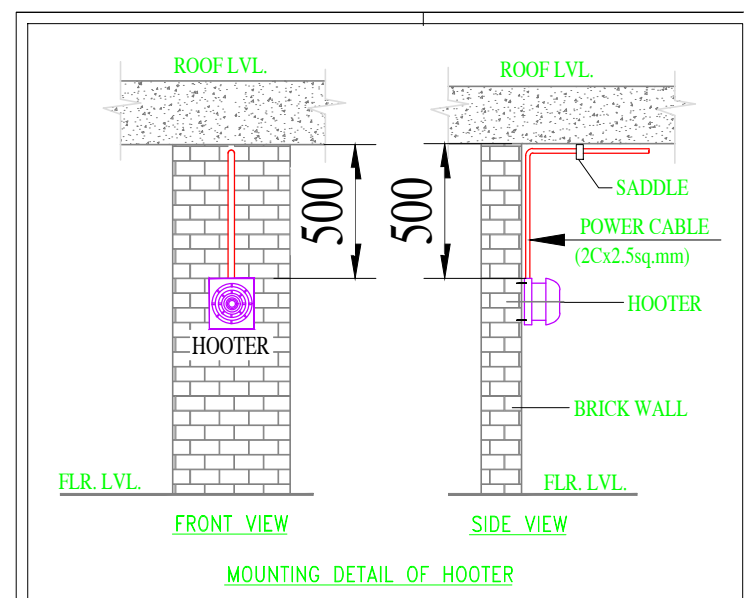 ROOF LVL.
500
HOOTER
FLR. LVL.
FRONT VIEW
ROOF LVL.
500
SADDLE
POWER CABLE
(2Cx2.5sq.mm)
HOOTER
BRICK WALL
FLR. LVL.
SIDE VIEW
MOUNTING DETAIL OF HOOTER